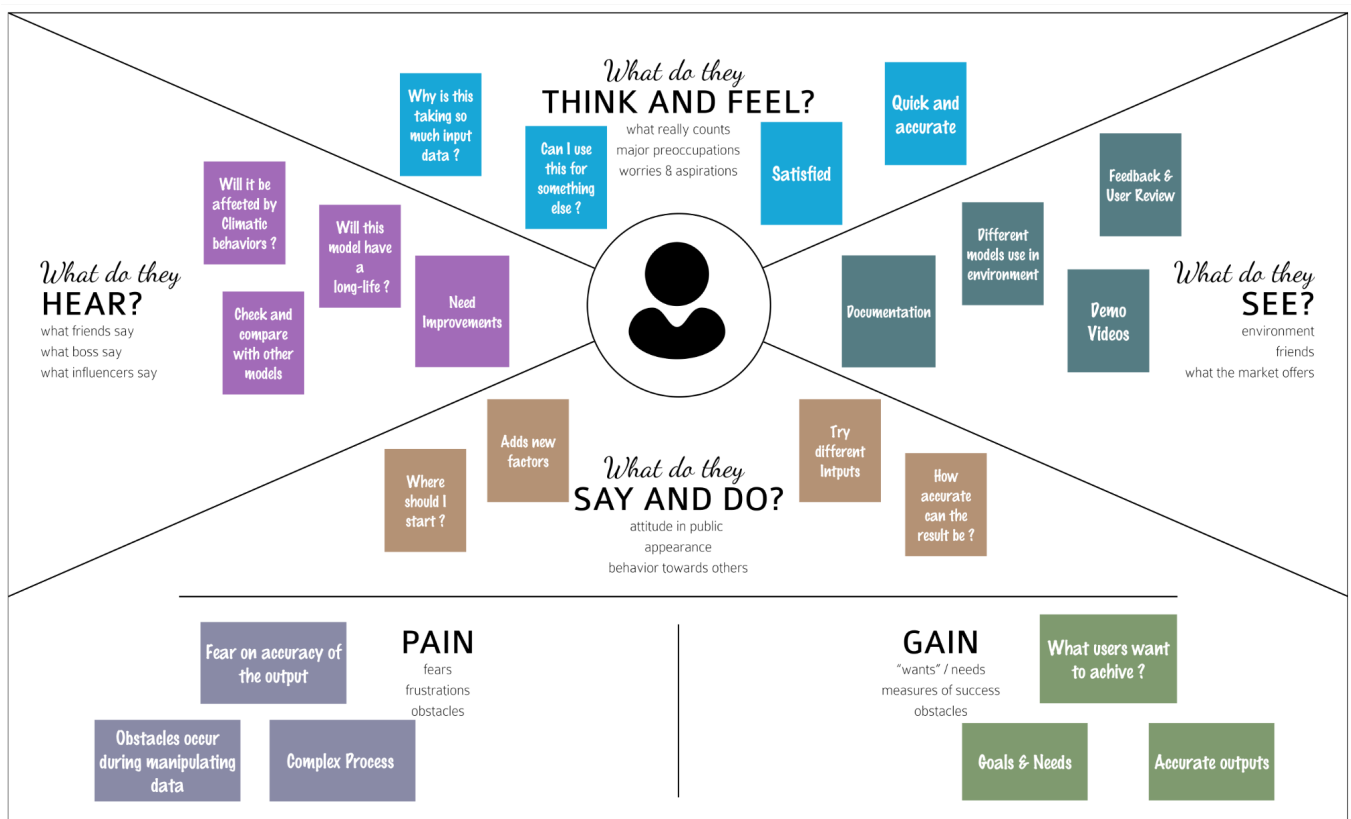 What do they
THINK AND FEEL?
what really counts
major preoccupations
worries & aspirations
Why is this
taking so
much input
data ?
Can I use
this for
something
else ?
Satisfied
Quick and
accurate
What do they
HEAR?
what friends say
what boss say
what influencers say
Will it be
affected by
Climatic
behaviors ?
Will this
model have
a
long-life ?
Check and
compare
with other
models
Need
Improvements
What do they
SEE?
environment
friends
what the market offers
Feedback &
User Review
Different
models use in
environment
Documentation
Demo
Videos
What do they
SAY AND DO?
attitude in public
appearance
behavior towards others
Where
should I
start ?
Adds new
factors
Try
different
Intputs
How
accurate
can the
result be ?
PAIN
fears
frustrations
obstacles
Fear on accuracy of
the output
Obstacles occur
during manipulating
data
Complex Process
GAIN
“wants” / needs
measures of success
obstacles
What users want
to achive ?
Goals & Needs
Accurate outputs